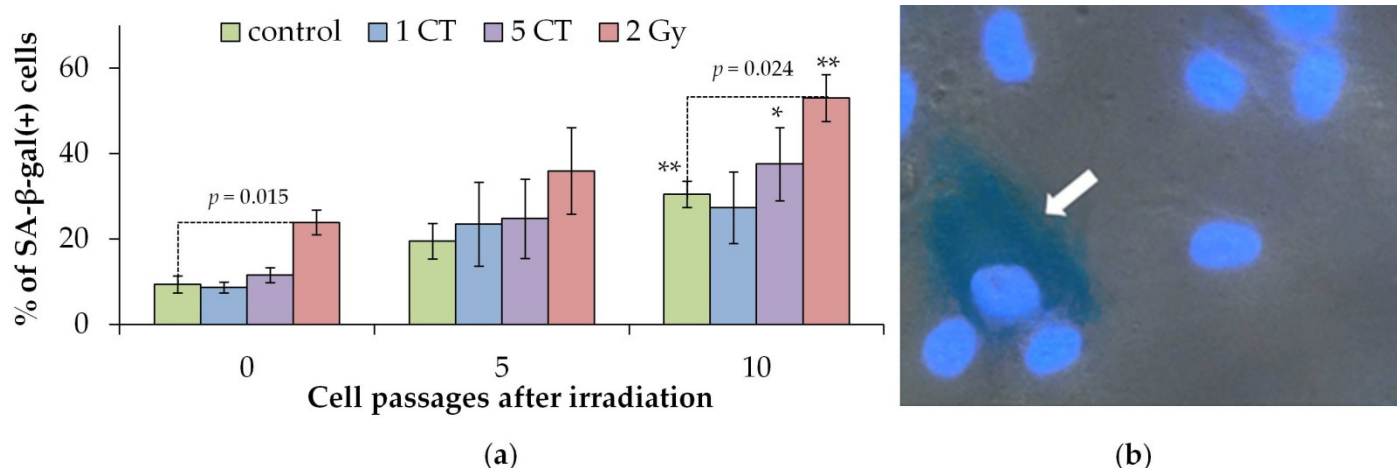 % of SA-β-gal(+) cells
60
40
20
0
control 1 CT 5 CT 2 Gy
p = 0.015
p = 0.024
**
*
**
0 5 10
Cell passages after irradiation
(a) (b)